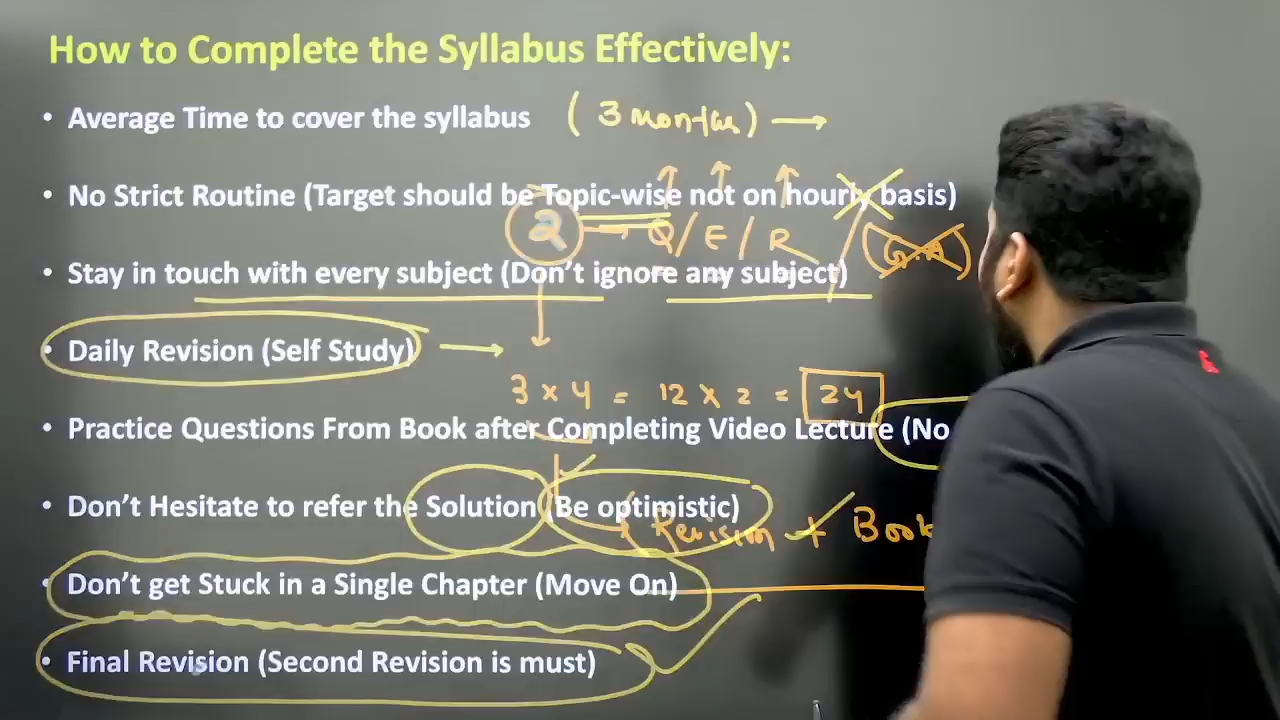 How to Complete the Syllabus Effectively:
• Average Time to cover the syllabus ( 3 months ) →
• No Strict Routine (Target should be Topic-wise not on hourly basis)
2 → Q / E / R / (G.A)
• Stay in touch with every subject (Don't ignore any subject)
• Daily Revision (Self Study) →
3 × 4 = 12 × 2 = 24
• Practice Questions From Book after Completing Video Lecture (No
• Don't Hesitate to refer the Solution (Be optimistic)
Revision + Book
• Don't get Stuck in a Single Chapter (Move On)
• Final Revision (Second Revision is must)